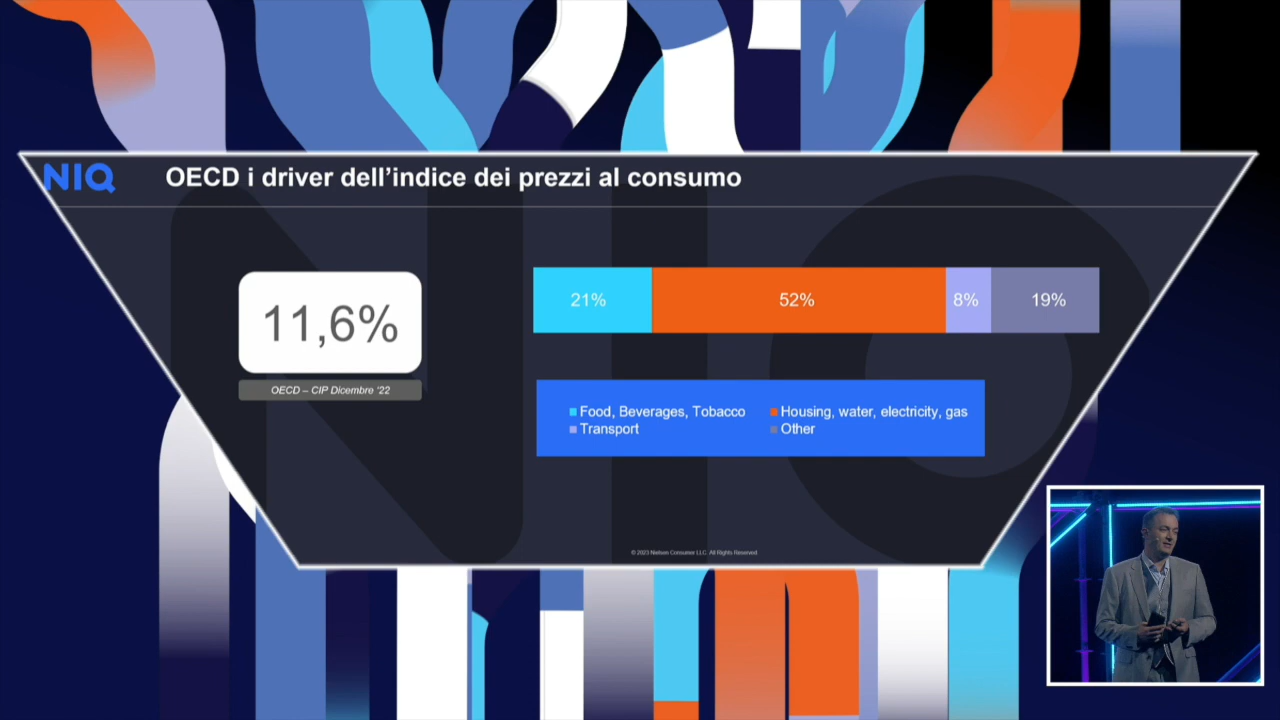 NIQ
OECD i driver dell’indice dei prezzi al consumo
11,6%
OECD – CIP Dicembre ‘22
21%
52%
8%
19%
Food, Beverages, Tobacco
Housing, water, electricity, gas
Transport
Other
© 2023 Nielsen Consumer LLC. All Rights Reserved